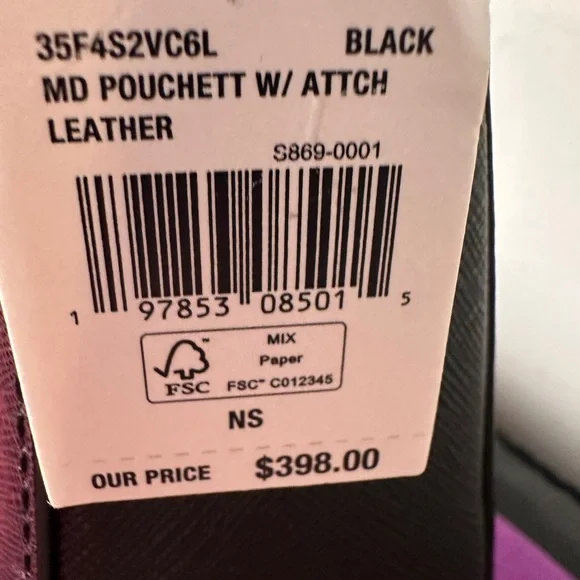 35F4S2VC6L BLACK
MD POUCHETT W/ ATTCH
LEATHER
S869-0001
1 97853 08501 5
FSC™
MIX
Paper
FSC™ C012345
NS
OUR PRICE $398.00